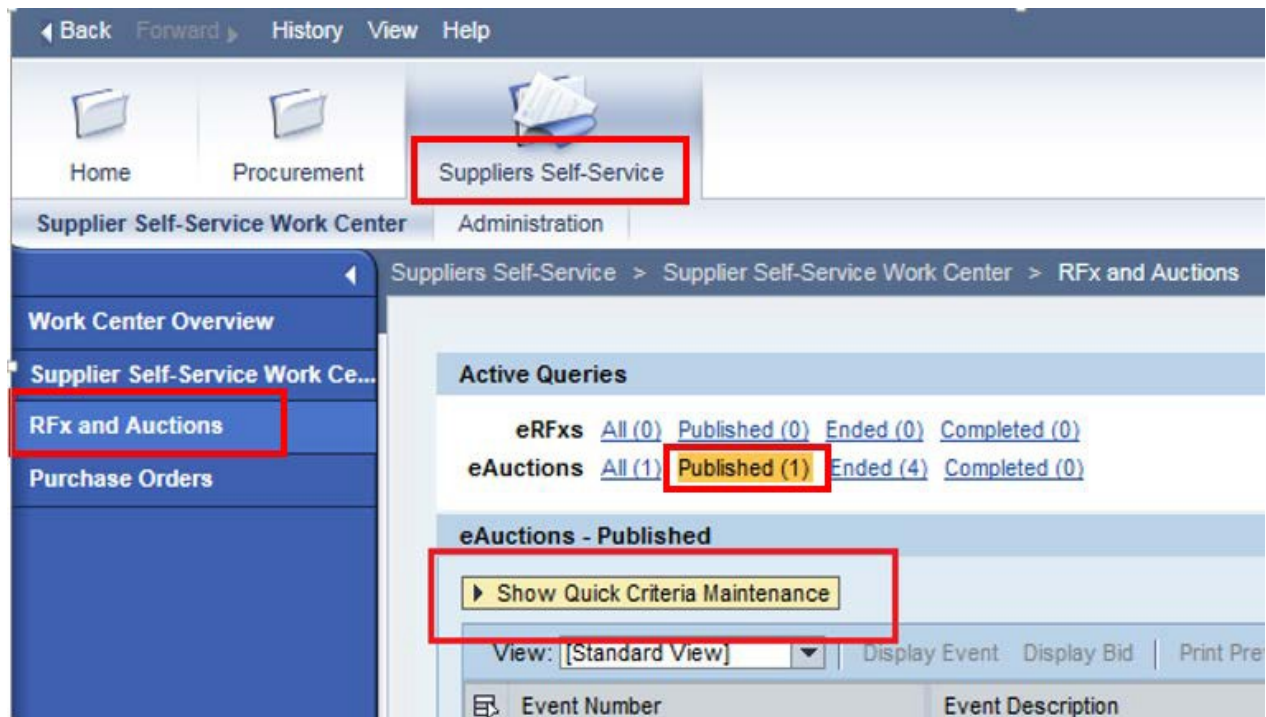 Back Forward History View Help
Home Procurement Suppliers Self-Service
Supplier Self-Service Work Center Administration
Suppliers Self-Service > Supplier Self-Service Work Center > RFx and Auctions
Work Center Overview
Supplier Self-Service Work Ce...
RFx and Auctions
Purchase Orders
Active Queries
eRFxs All (0) Published (0) Ended (0) Completed (0)
eAuctions All (1) Published (1) Ended (4) Completed (0)
eAuctions - Published
Show Quick Criteria Maintenance
View: [Standard View] Display Event Display Bid Print Pre
Event Number Event Description